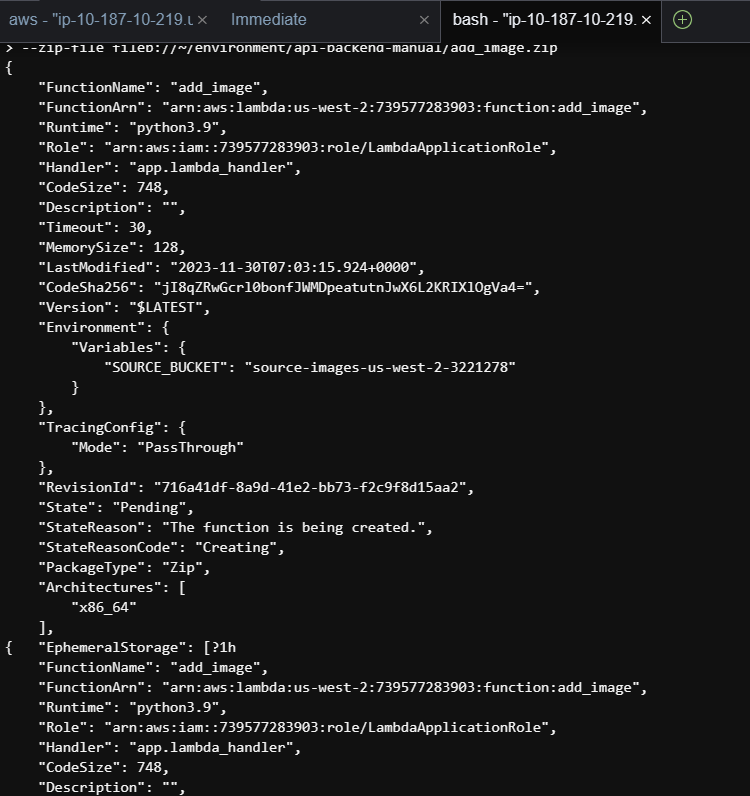 aws - "ip-10-187-10-219.u × Immediate × bash - "ip-10-187-10-219. ×
> --zip-file fileb://~/environment/api-backend-manual/add_image.zip
{
    "FunctionName": "add_image",
    "FunctionArn": "arn:aws:lambda:us-west-2:739577283903:function:add_image",
    "Runtime": "python3.9",
    "Role": "arn:aws:iam::739577283903:role/LambdaApplicationRole",
    "Handler": "app.lambda_handler",
    "CodeSize": 748,
    "Description": "",
    "Timeout": 30,
    "MemorySize": 128,
    "LastModified": "2023-11-30T07:03:15.924+0000",
    "CodeSha256": "jI8qZRwGcrl0bonfJWMDpeatutnJwX6L2KRIXlOgVa4=",
    "Version": "$LATEST",
    "Environment": {
        "Variables": {
            "SOURCE_BUCKET": "source-images-us-west-2-3221278"
        }
    },
    "TracingConfig": {
        "Mode": "PassThrough"
    },
    "RevisionId": "716a41df-8a9d-41e2-bb73-f2c9f8d15aa2",
    "State": "Pending",
    "StateReason": "The function is being created.",
    "StateReasonCode": "Creating",
    "PackageType": "Zip",
    "Architectures": [
        "x86_64"
    ],
{   "EphemeralStorage": [?1h
    "FunctionName": "add_image",
    "FunctionArn": "arn:aws:lambda:us-west-2:739577283903:function:add_image",
    "Runtime": "python3.9",
    "Role": "arn:aws:iam::739577283903:role/LambdaApplicationRole",
    "Handler": "app.lambda_handler",
    "CodeSize": 748,
    "Description": "",